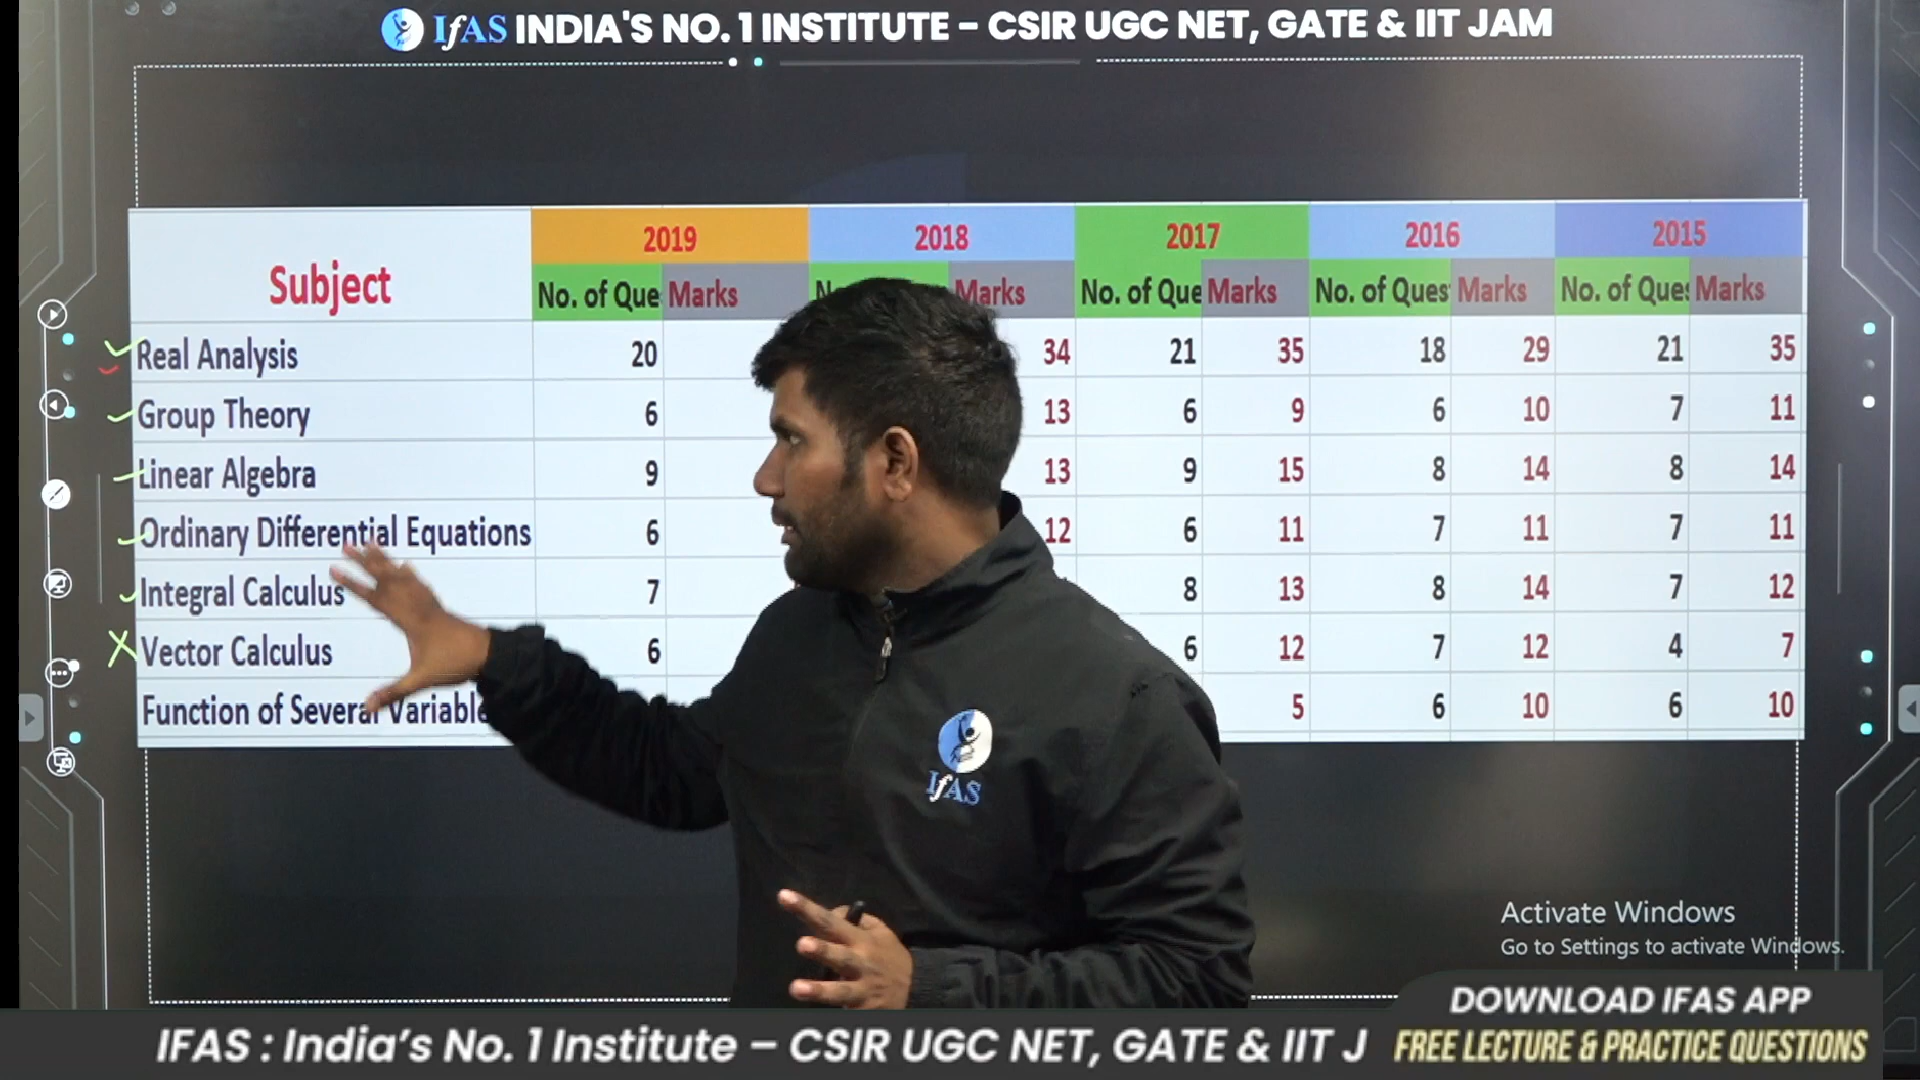 IfAS INDIA'S NO. 1 INSTITUTE – CSIR UGC NET, GATE & IIT JAM
Subject 2019 2018 2017 2016 2015
No. of Que Marks Marks No. of Que Marks No. of Ques Marks No. of Ques Marks
Real Analysis 20 34 21 35 18 29 21 35
Group Theory 6 13 6 9 6 10 7 11
Linear Algebra 9 13 9 15 8 14 8 14
Ordinary Differential Equations 6 12 6 11 7 11 7 11
Integral Calculus 7 8 13 8 14 7 12
X Vector Calculus 6 6 12 7 12 4 7
Function of Several Variable 5 6 10 6 10
IfAS
Activate Windows
Go to Settings to activate Windows.
DOWNLOAD IFAS APP
IFAS : India's No. 1 Institute – CSIR UGC NET, GATE & IIT J
FREE LECTURE & PRACTICE QUESTIONS